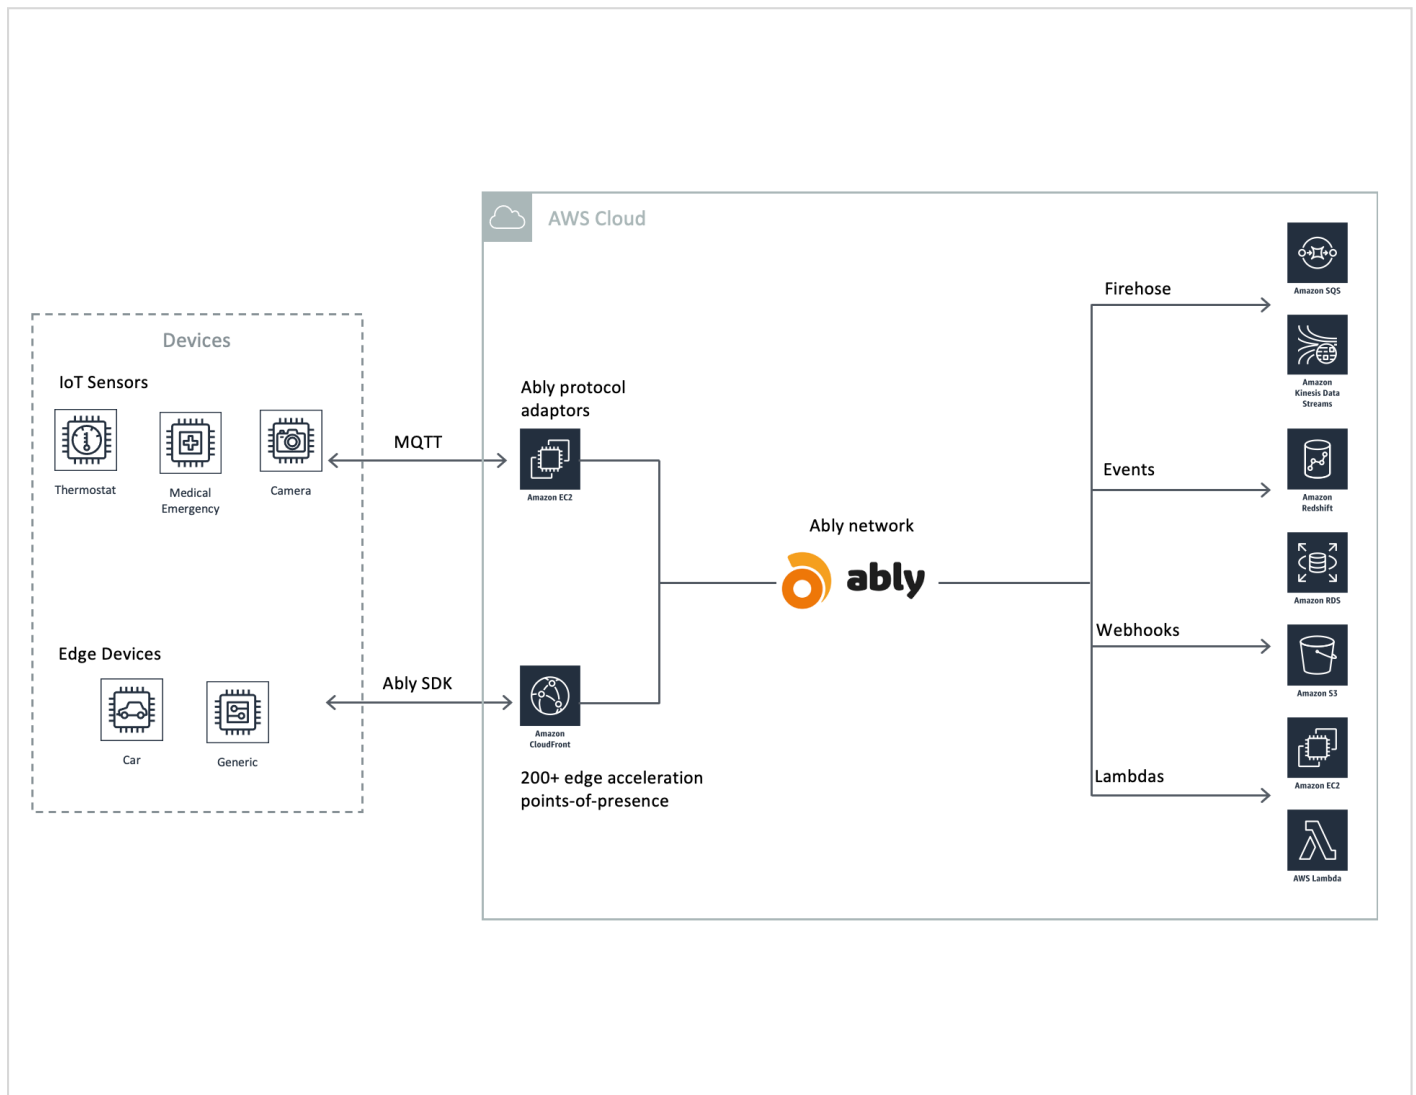 AWS Cloud
Devices
IoT Sensors
Thermostat
Medical
Emergency
Camera
MQTT
Edge Devices
Car
Generic
Ably SDK
Ably protocol
adaptors
Amazon EC2
Amazon
CloudFront
200+ edge acceleration
points-of-presence
Ably network
ably
Firehose
Events
Webhooks
Lambdas
Amazon SQS
Amazon
Kinesis Data
Streams
Amazon
Redshift
Amazon RDS
Amazon S3
Amazon EC2
AWS Lambda